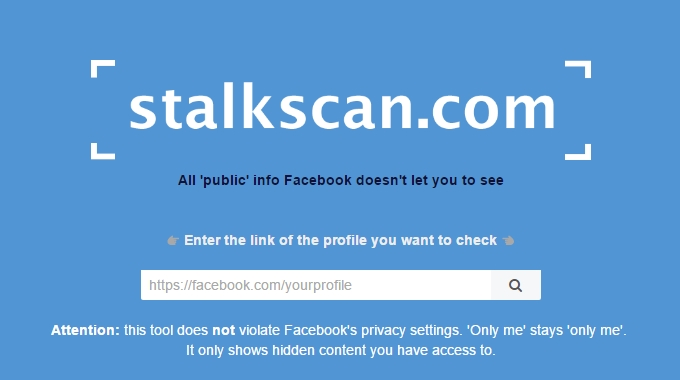 stalkscan.com
All 'public' info Facebook doesn't let you to see
Enter the link of the profile you want to check
https://facebook.com/yourprofile
Attention: this tool does not violate Facebook's privacy settings. 'Only me' stays 'only me'.
It only shows hidden content you have access to.